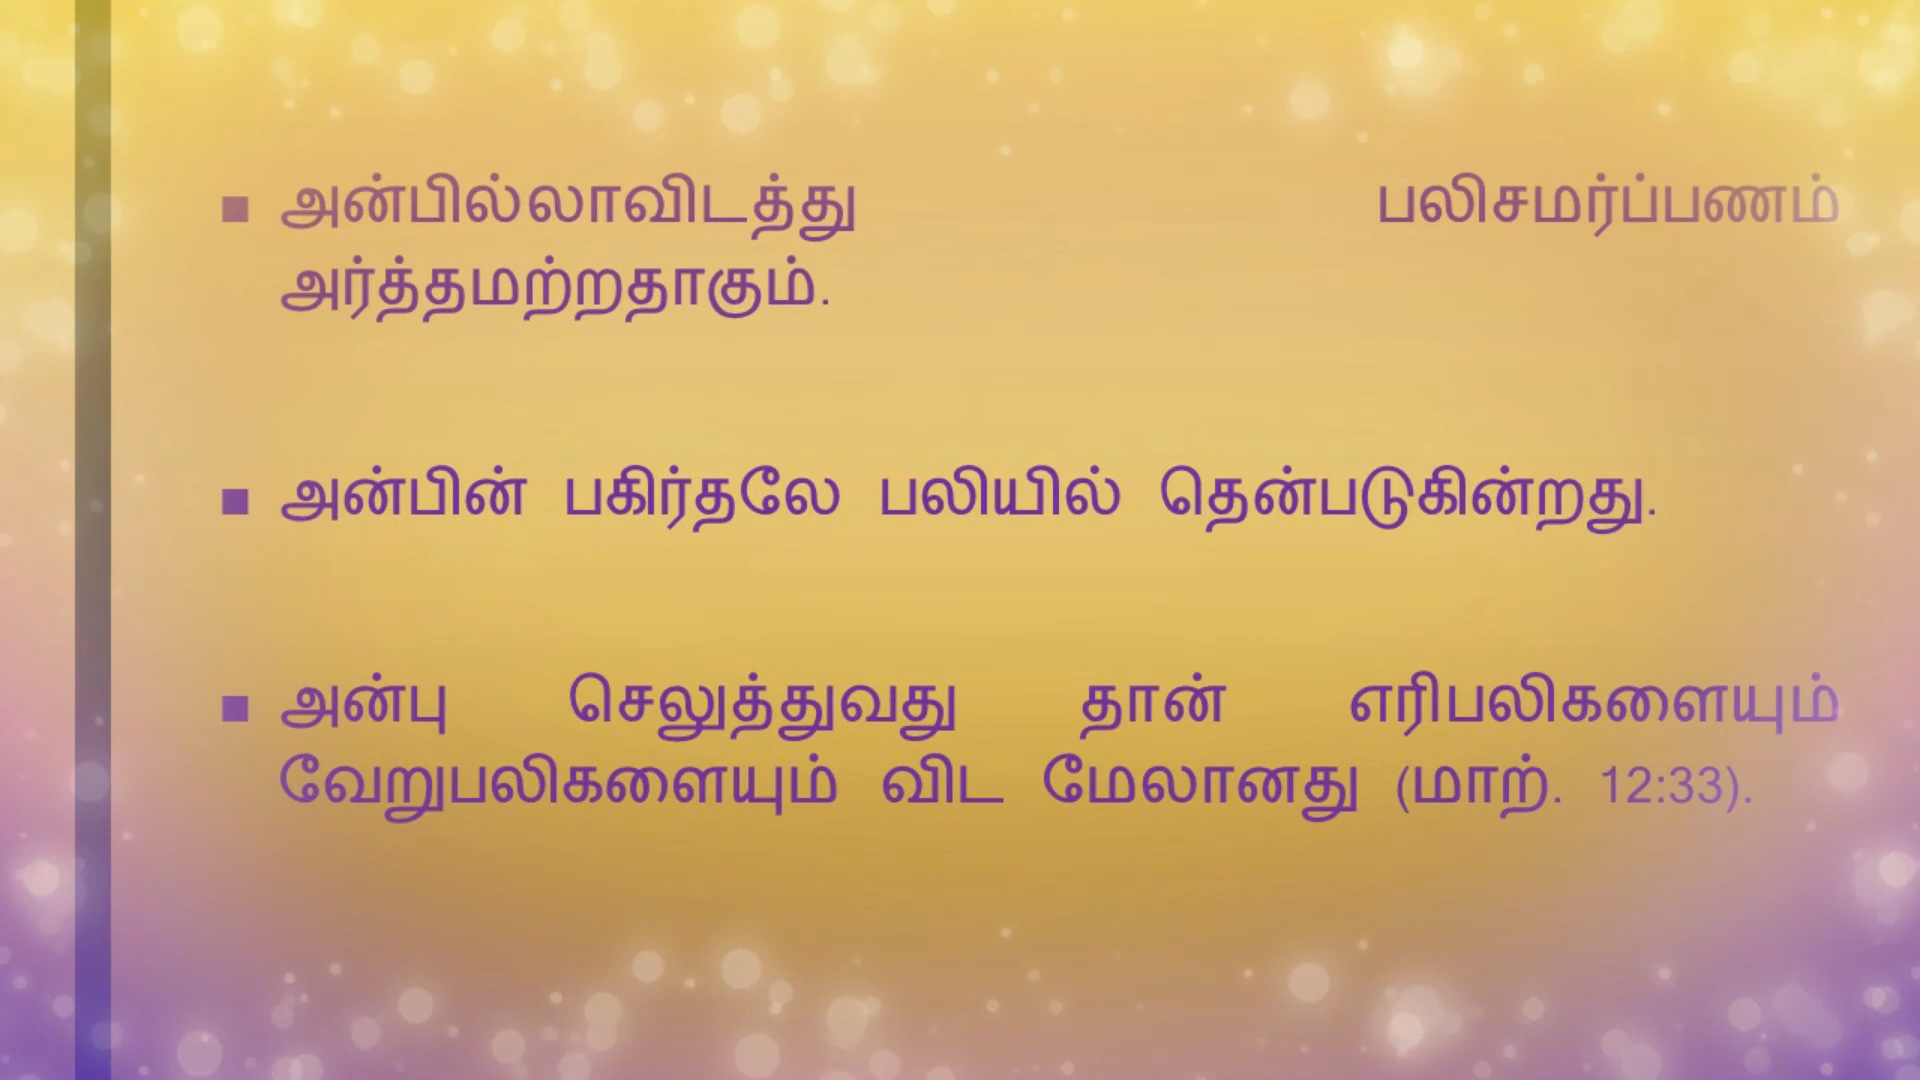 ▪ அன்பில்லாவிடத்து பலிசமர்ப்பணம்
அர்த்தமற்றதாகும்.
▪ அன்பின் பகிர்தலே பலியில் தென்படுகின்றது.
▪ அன்பு செலுத்துவது தான் எரிபலிகளையும்
வேறுபலிகளையும் விட மேலானது (மாற். 12:33).